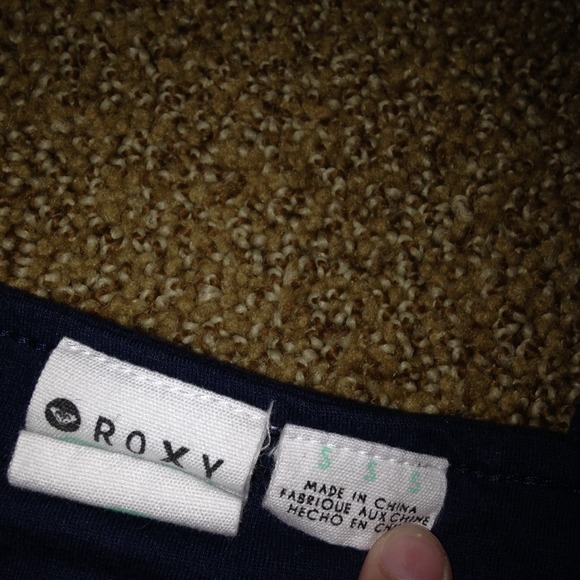 ROXY
S S S
MADE IN CHINA
FABRIQUE AUX CHINE
HECHO EN